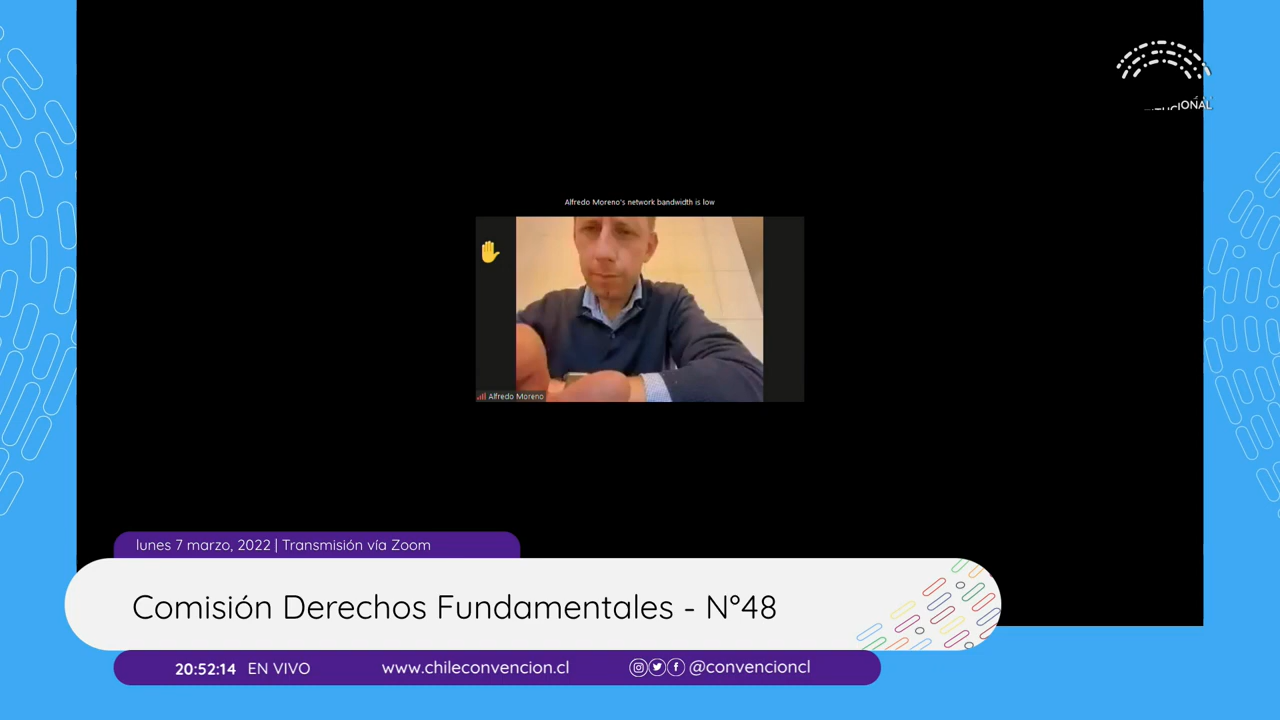 Alfredo Moreno's network bandwidth is low
Alfredo Moreno
lunes 7 marzo, 2022 | Transmisión vía Zoom
Comisión Derechos Fundamentales - N°48
20:52:14 EN VIVO www.chileconvencion.cl @convencioncl